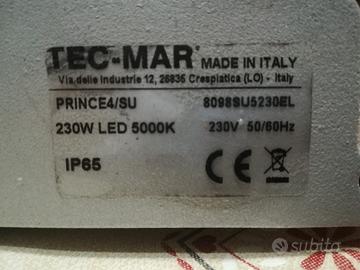 TEC-MAR® MADE IN ITALY
Via delle Industrie 12, 26835 Crespiatica (LO) - Italy
PRINCE4/SU 8098SU5230EL
230W LED 5000K 230V 50/60Hz
IP65 CE
subito